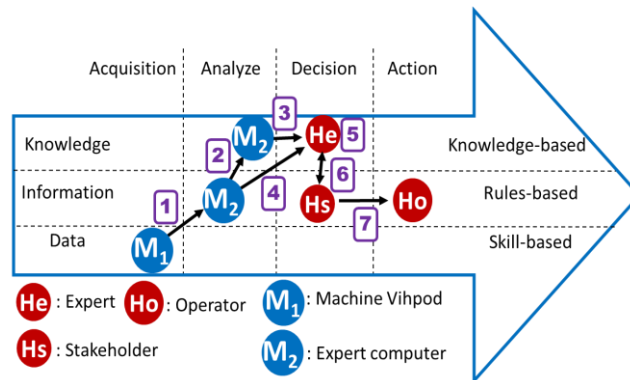 Acquisition Analyze Decision Action
3
Knowledge M2 He 5 Knowledge-based
2
6
Information M2 4 Hs Ho Rules-based
1
7
Data M1 Skill-based
He : Expert Ho : Operator M1 : Machine Vihpod
Hs : Stakeholder M2 : Expert computer